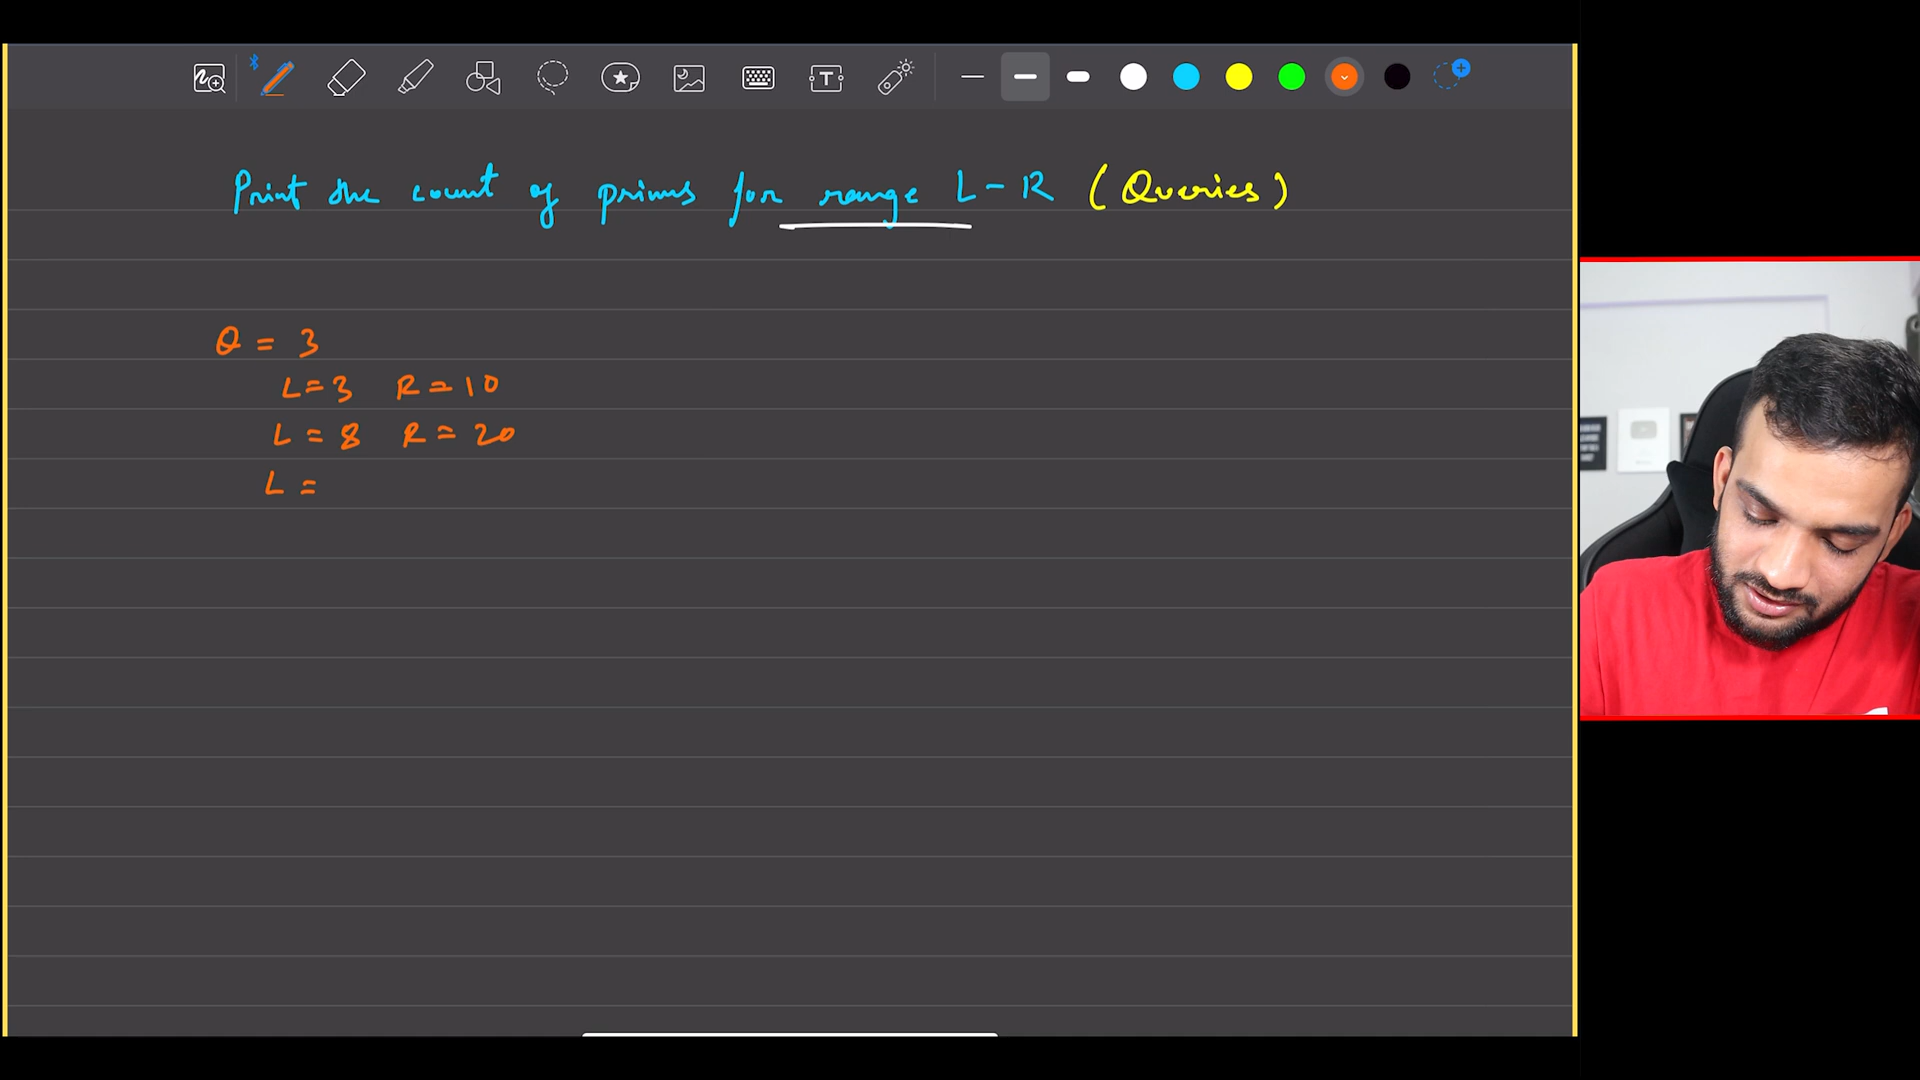 Print the count of primes for range L - R (Queries)
Q = 3
L = 3 R = 10
L = 8 R = 20
L =